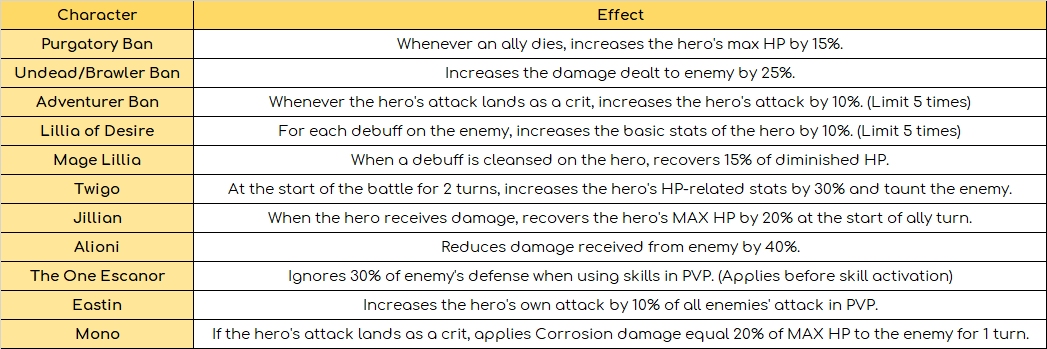 Character Effect
Purgatory Ban Whenever an ally dies, increases the hero's max HP by 15%.
Undead/Brawler Ban Increases the damage dealt to enemy by 25%.
Adventurer Ban Whenever the hero's attack lands as a crit, increases the hero's attack by 10%. (Limit 5 times)
Lillia of Desire For each debuff on the enemy, increases the basic stats of the hero by 10%. (Limit 5 times)
Mage Lillia When a debuff is cleansed on the hero, recovers 15% of diminished HP.
Twigo At the start of the battle for 2 turns, increases the hero's HP-related stats by 30% and taunt the enemy.
Jillian When the hero receives damage, recovers the hero's MAX HP by 20% at the start of ally turn.
Alioni Reduces damage received from enemy by 40%.
The One Escanor Ignores 30% of enemy's defense when using skills in PVP. (Applies before skill activation)
Eastin Increases the hero's own attack by 10% of all enemies' attack in PVP.
Mono If the hero's attack lands as a crit, applies Corrosion damage equal 20% of MAX HP to the enemy for 1 turn.